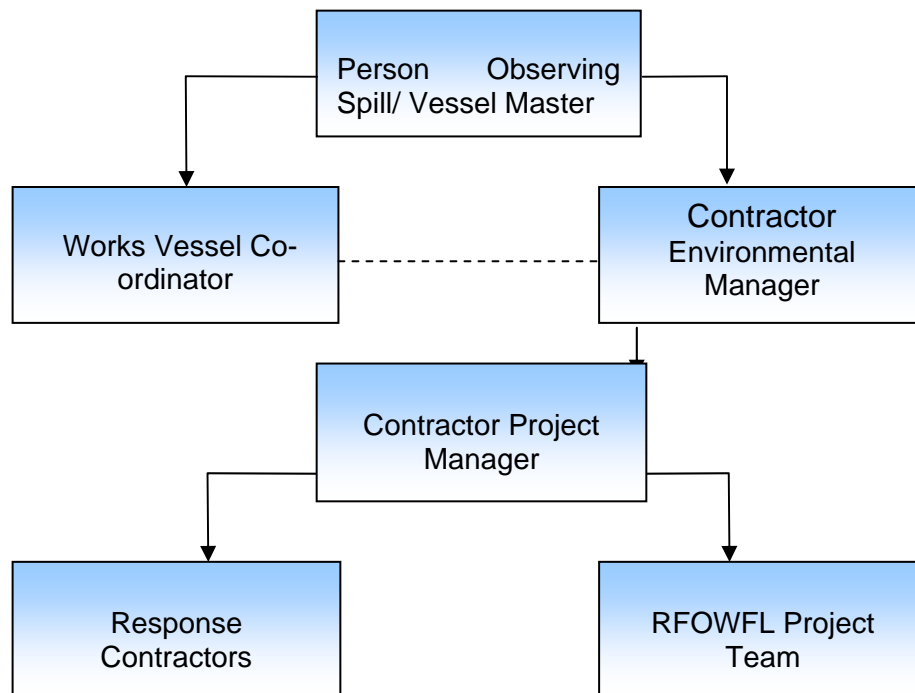 Person Observing
Spill/ Vessel Master
Works Vessel Co-
ordinator
Contractor
Environmental
Manager
Contractor Project
Manager
Response
Contractors
RFOWFL Project
Team